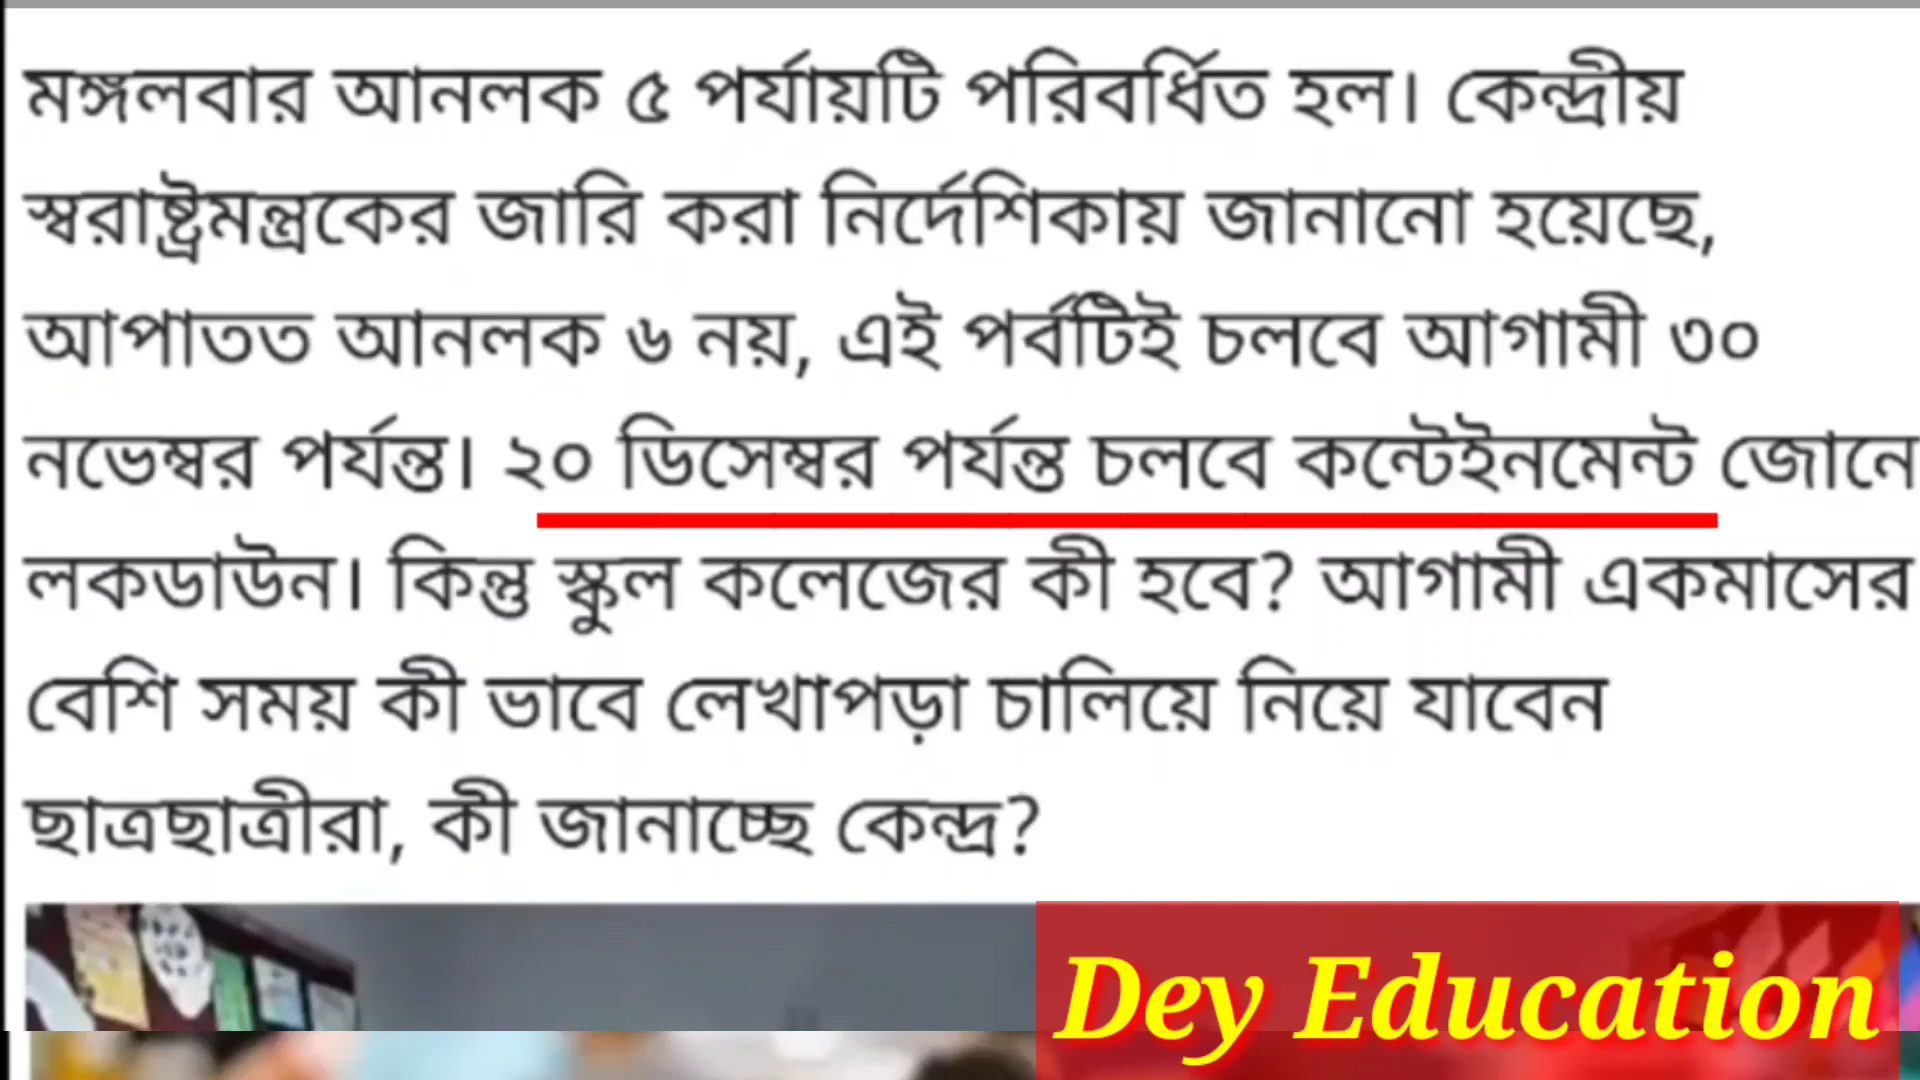 মঙ্গলবার আনলক ৫ পর্যায়টি পরিবর্ধিত হল। কেন্দ্রীয়
স্বরাষ্ট্রমন্ত্রকের জারি করা নির্দেশিকায় জানানো হয়েছে,
আপাতত আনলক ৬ নয়, এই পর্বটিই চলবে আগামী ৩০
নভেম্বর পর্যন্ত। ২০ ডিসেম্বর পর্যন্ত চলবে কন্টেইনমেন্ট জোনে
লকডাউন। কিন্তু স্কুল কলেজের কী হবে? আগামী একমাসের
বেশি সময় কী ভাবে লেখাপড়া চালিয়ে নিয়ে যাবেন
ছাত্রছাত্রীরা, কী জানাচ্ছে কেন্দ্র?
Dey Education